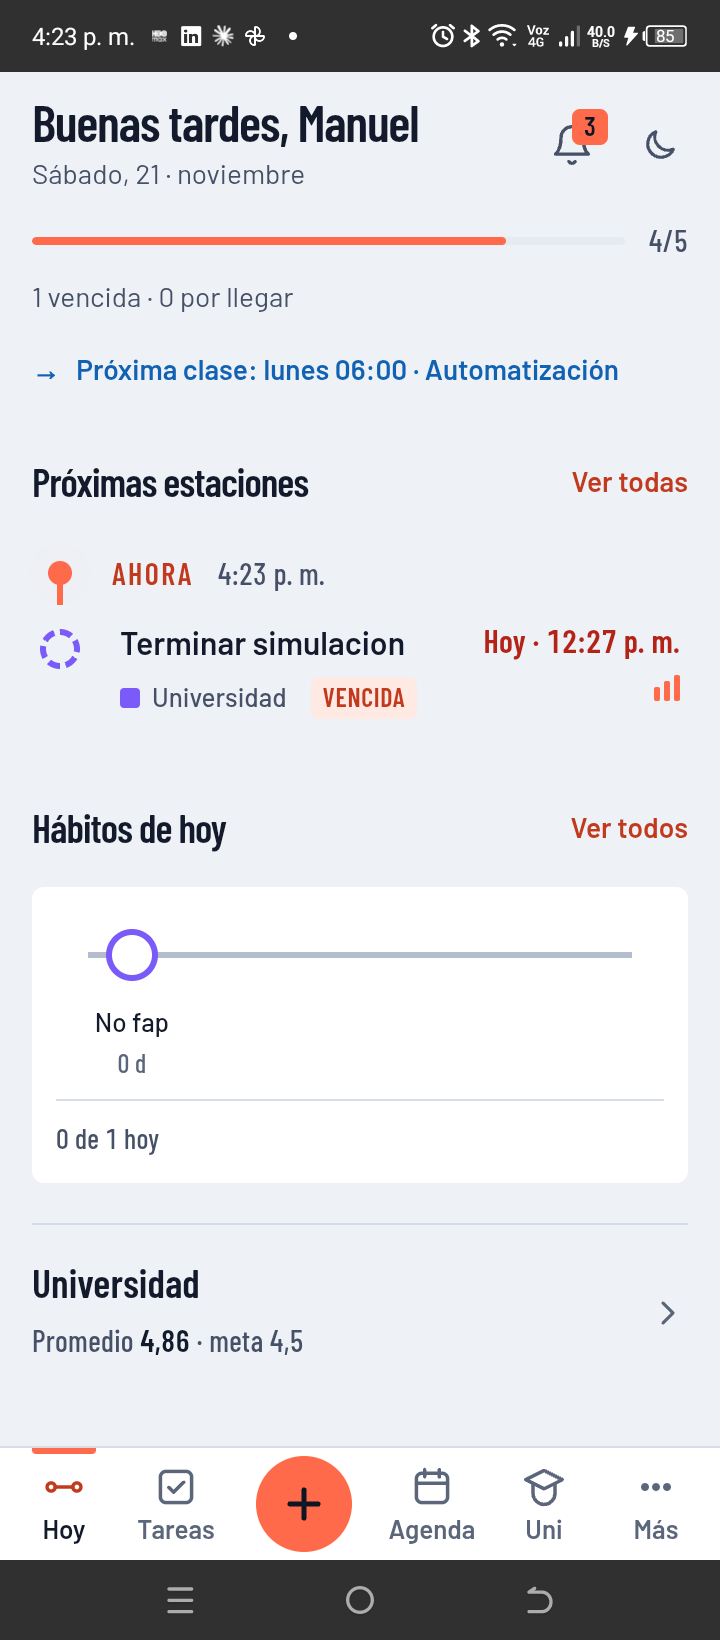 4:23 p. m.
HBO max
in
Voz 4G
40.0 B/S
85
Buenas tardes, Manuel
3
Sábado, 21 · noviembre
4/5
1 vencida · 0 por llegar
→ Próxima clase: lunes 06:00 · Automatización
Próximas estaciones
Ver todas
AHORA 4:23 p. m.
Terminar simulacion
Hoy · 12:27 p. m.
Universidad VENCIDA
Hábitos de hoy
Ver todos
No fap
0 d
0 de 1 hoy
Universidad
Promedio 4,86 · meta 4,5
Hoy
Tareas
Agenda
Uni
Más